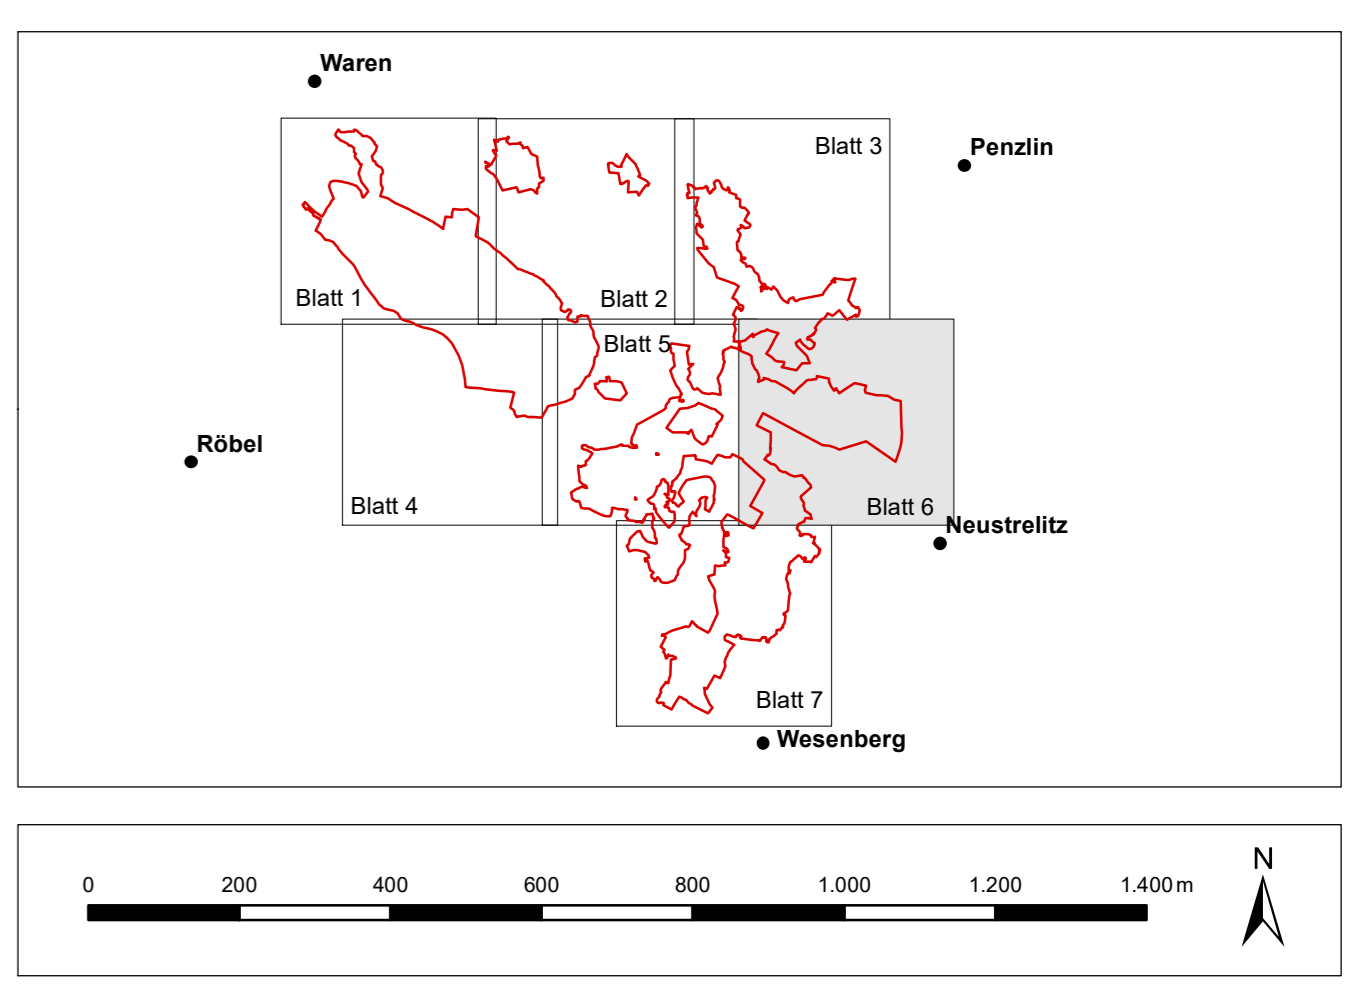 Waren
Blatt 3
Penzlin
Blatt 1
Blatt 2
Blatt 5
Röbel
Blatt 4
Blatt 6
Neustrelitz
Blatt 7
Wesenberg
N
0 200 400 600 800 1.000 1.200 1.400 m